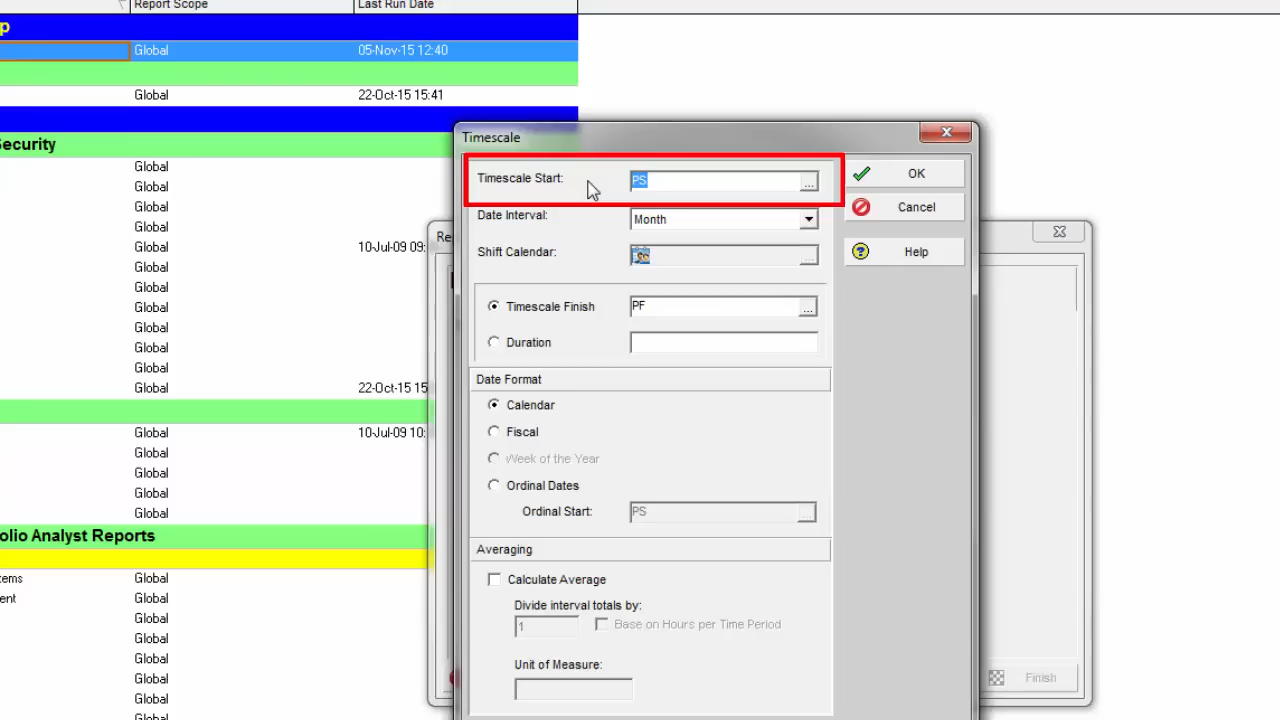 Report Scope
Last Run Date
p
Global
05-Nov-15 12:40
Global
22-Oct-15 15:41
Security
Global
Global
Global
Global
Global
10-Jul-09 09:
Global
Global
Global
Global
Global
Global
Global
22-Oct-15 15
Global
10-Jul-09 10:
Global
Global
Global
Global
olio Analyst Reports
tems
Global
ent
Global
Global
Global
Global
Global
Global
Global
Re
Timescale
Timescale Start:
PS
...
OK
Date Interval:
Month
Cancel
Shift Calendar:
...
Help
Timescale Finish
PF
...
Duration
Date Format
Calendar
Fiscal
Week of the Year
Ordinal Dates
Ordinal Start:
PS
...
Averaging
Calculate Average
Divide interval totals by:
1
Base on Hours per Time Period
Unit of Measure:
Finish